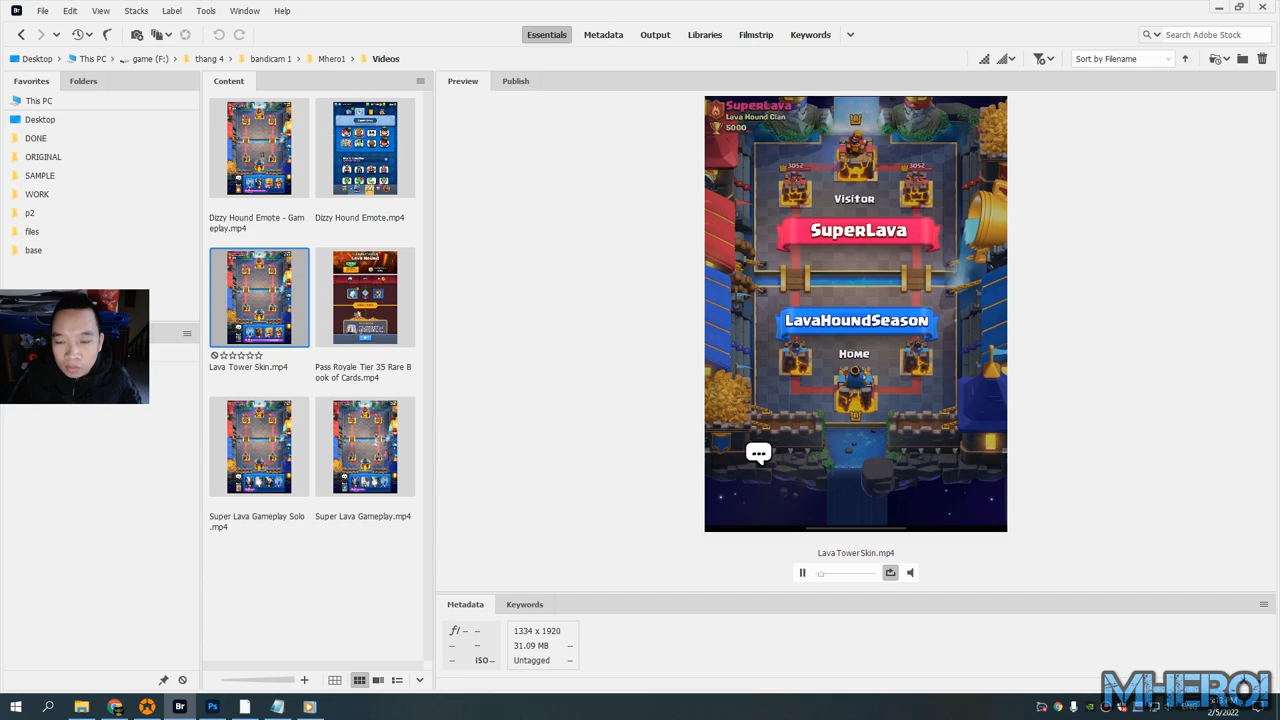 Br File Edit View Stacks Label Tools Window Help
Essentials Metadata Output Libraries Filmstrip Keywords Search Adobe Stock
Desktop This PC game (F:) thang 4 bandicam 1 Mhero1 Videos Sort by Filename
Favorites Folders Content Preview Publish
This PC
Desktop
DONE
ORIGINAL
SAMPLE
WORK
p2
files
base
Dizzy Hound Emote - Gam
eplay.mp4
Dizzy Hound Emote.mp4
Lava Tower Skin.mp4
Pass Royale Tier 35 Rare B
ook of Cards.mp4
Super Lava Gameplay Solo
.mp4
Super Lava Gameplay.mp4
SuperLava
Lava Hound Clan
5000
3052 3052
Visitor
SuperLava
LavaHoundSeason
Home
Lava Tower Skin.mp4
Metadata Keywords
f/ -- --
-- --
-- ISO --
1334 x 1920
31.09 MB --
Untagged --
MHERO1
Br Ps
2/5/2022